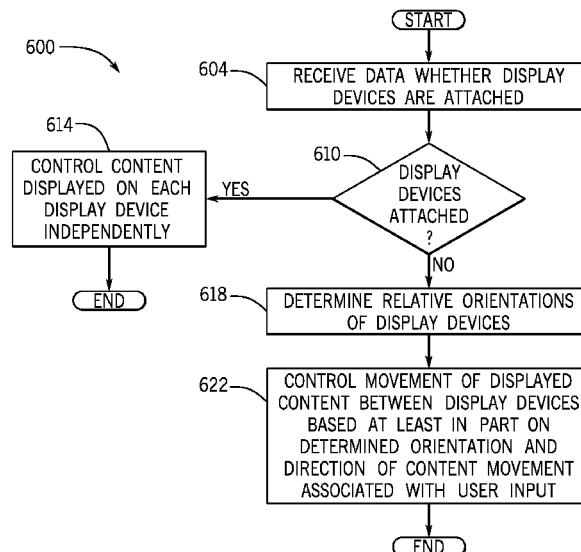 START
600
604
RECEIVE DATA WHETHER DISPLAY
DEVICES ARE ATTACHED
614
CONTROL CONTENT
DISPLAYED ON EACH
DISPLAY DEVICE
INDEPENDENTLY
YES
610
DISPLAY
DEVICES
ATTACHED
?
NO
END
618
DETERMINE RELATIVE ORIENTATIONS
OF DISPLAY DEVICES
622
CONTROL MOVEMENT OF DISPLAYED
CONTENT BETWEEN DISPLAY DEVICES
BASED AT LEAST IN PART ON
DETERMINED ORIENTATION AND
DIRECTION OF CONTENT MOVEMENT
ASSOCIATED WITH USER INPUT
END